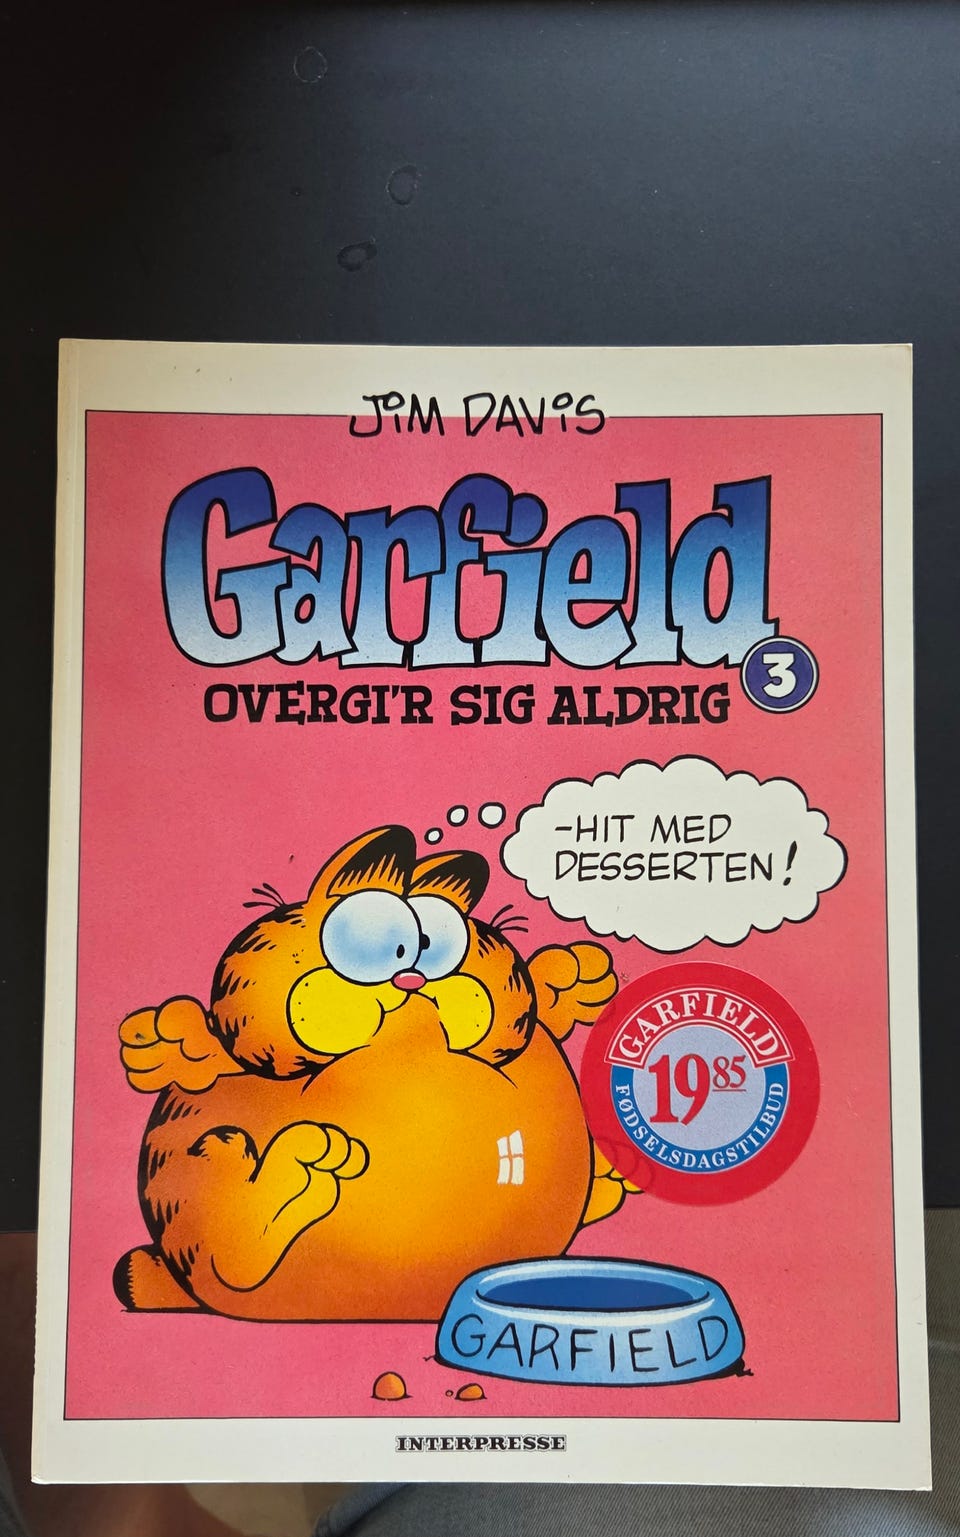 JIM DAVIS
Garfield
3
OVERGI'R SIG ALDRIG
-HIT MED
DESSERTEN!
GARFIELD
19 85
FØDSELSDAGSTILBUD
GARFIELD
INTERPRESSE